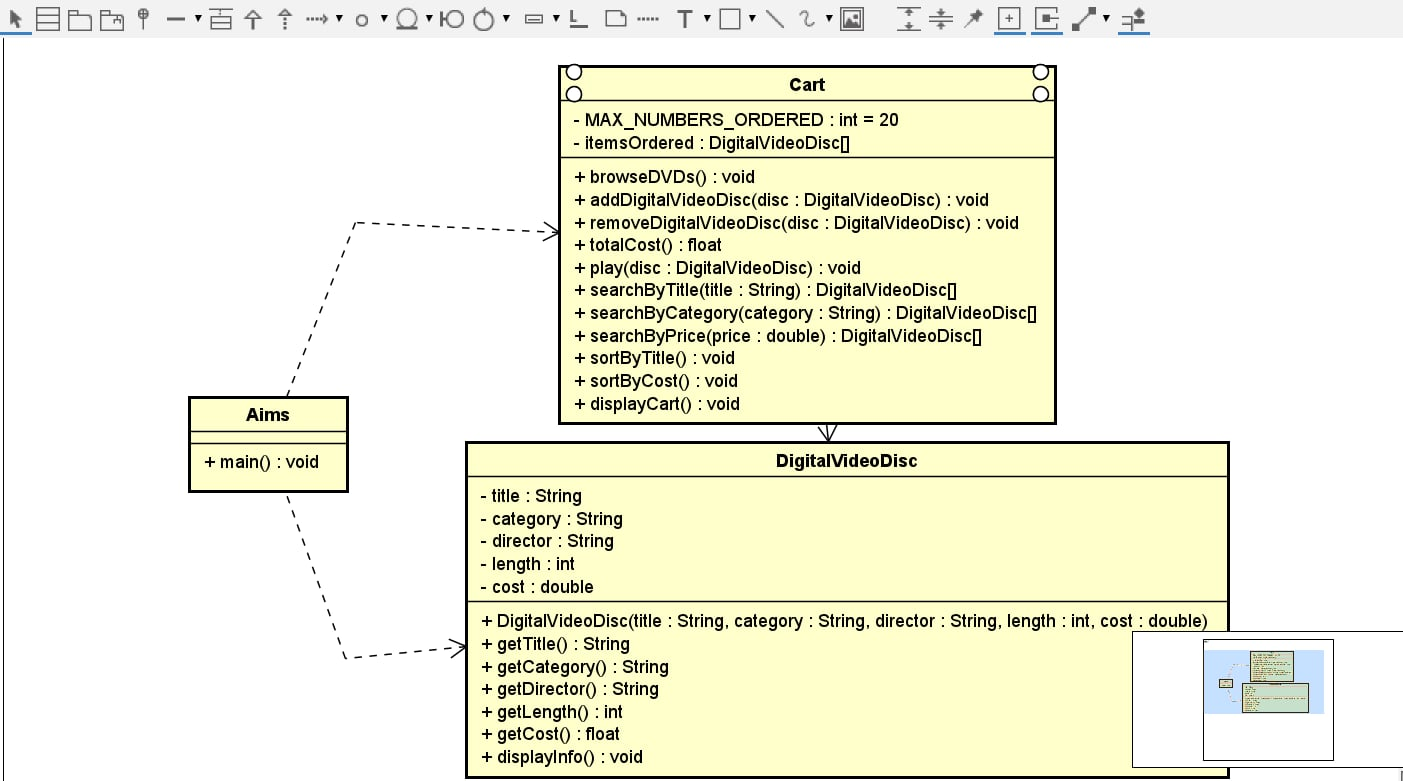 Cart
- MAX_NUMBERS_ORDERED : int = 20
- itemsOrdered : DigitalVideoDisc[]
+ browseDVDs() : void
+ addDigitalVideoDisc(disc : DigitalVideoDisc) : void
+ removeDigitalVideoDisc(disc : DigitalVideoDisc) : void
+ totalCost() : float
+ play(disc : DigitalVideoDisc) : void
+ searchByTitle(title : String) : DigitalVideoDisc[]
+ searchByCategory(category : String) : DigitalVideoDisc[]
+ searchByPrice(price : double) : DigitalVideoDisc[]
+ sortByTitle() : void
+ sortByCost() : void
+ displayCart() : void
Aims
+ main() : void
DigitalVideoDisc
- title : String
- category : String
- director : String
- length : int
- cost : double
+ DigitalVideoDisc(title : String, category : String, director : String, length : int, cost : double)
+ getTitle() : String
+ getCategory() : String
+ getDirector() : String
+ getLength() : int
+ getCost() : float
+ displayInfo() : void